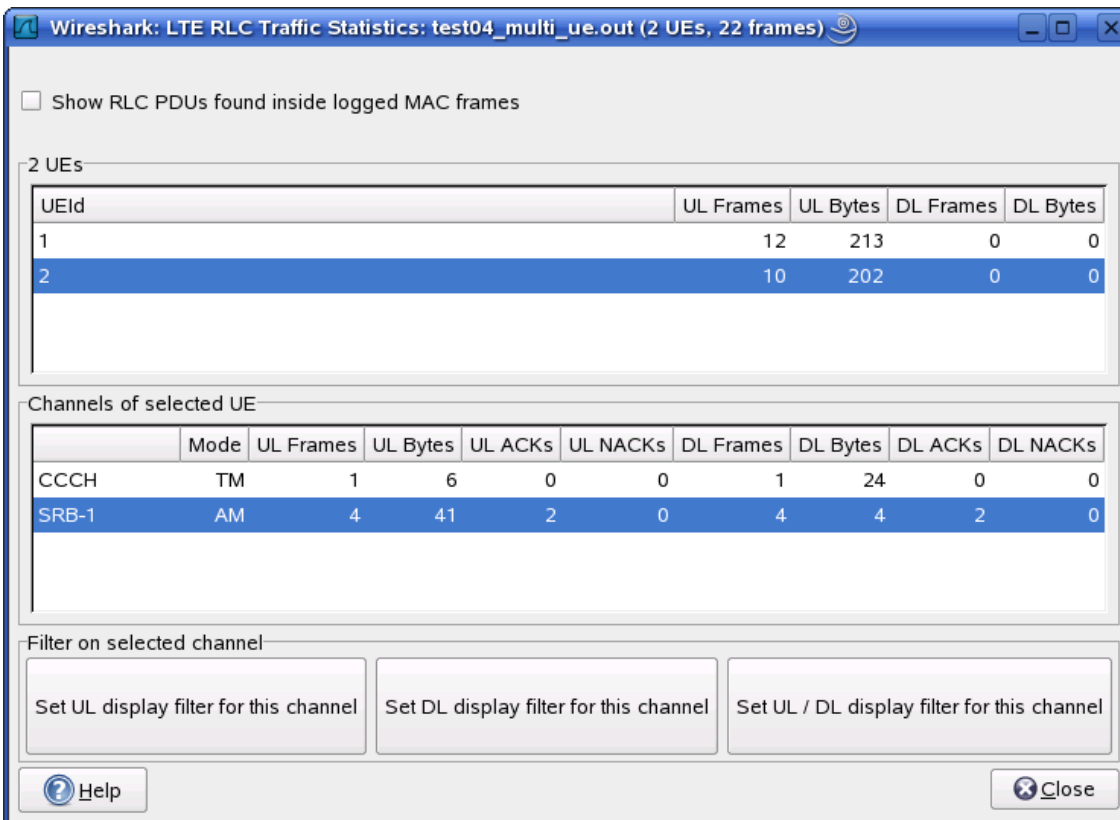 Wireshark: LTE RLC Traffic Statistics: test04_multi_ue.out (2 UEs, 22 frames)
Show RLC PDUs found inside logged MAC frames
2 UEs
UEId UL Frames UL Bytes DL Frames DL Bytes
1 12 213 0 0
2 10 202 0 0
Channels of selected UE
Mode UL Frames UL Bytes UL ACKs UL NACKs DL Frames DL Bytes DL ACKs DL NACKs
CCCH TM 1 6 0 0 1 24 0 0
SRB-1 AM 4 41 2 0 4 4 2 0
Filter on selected channel
Set UL display filter for this channel Set DL display filter for this channel Set UL / DL display filter for this channel
Help Close